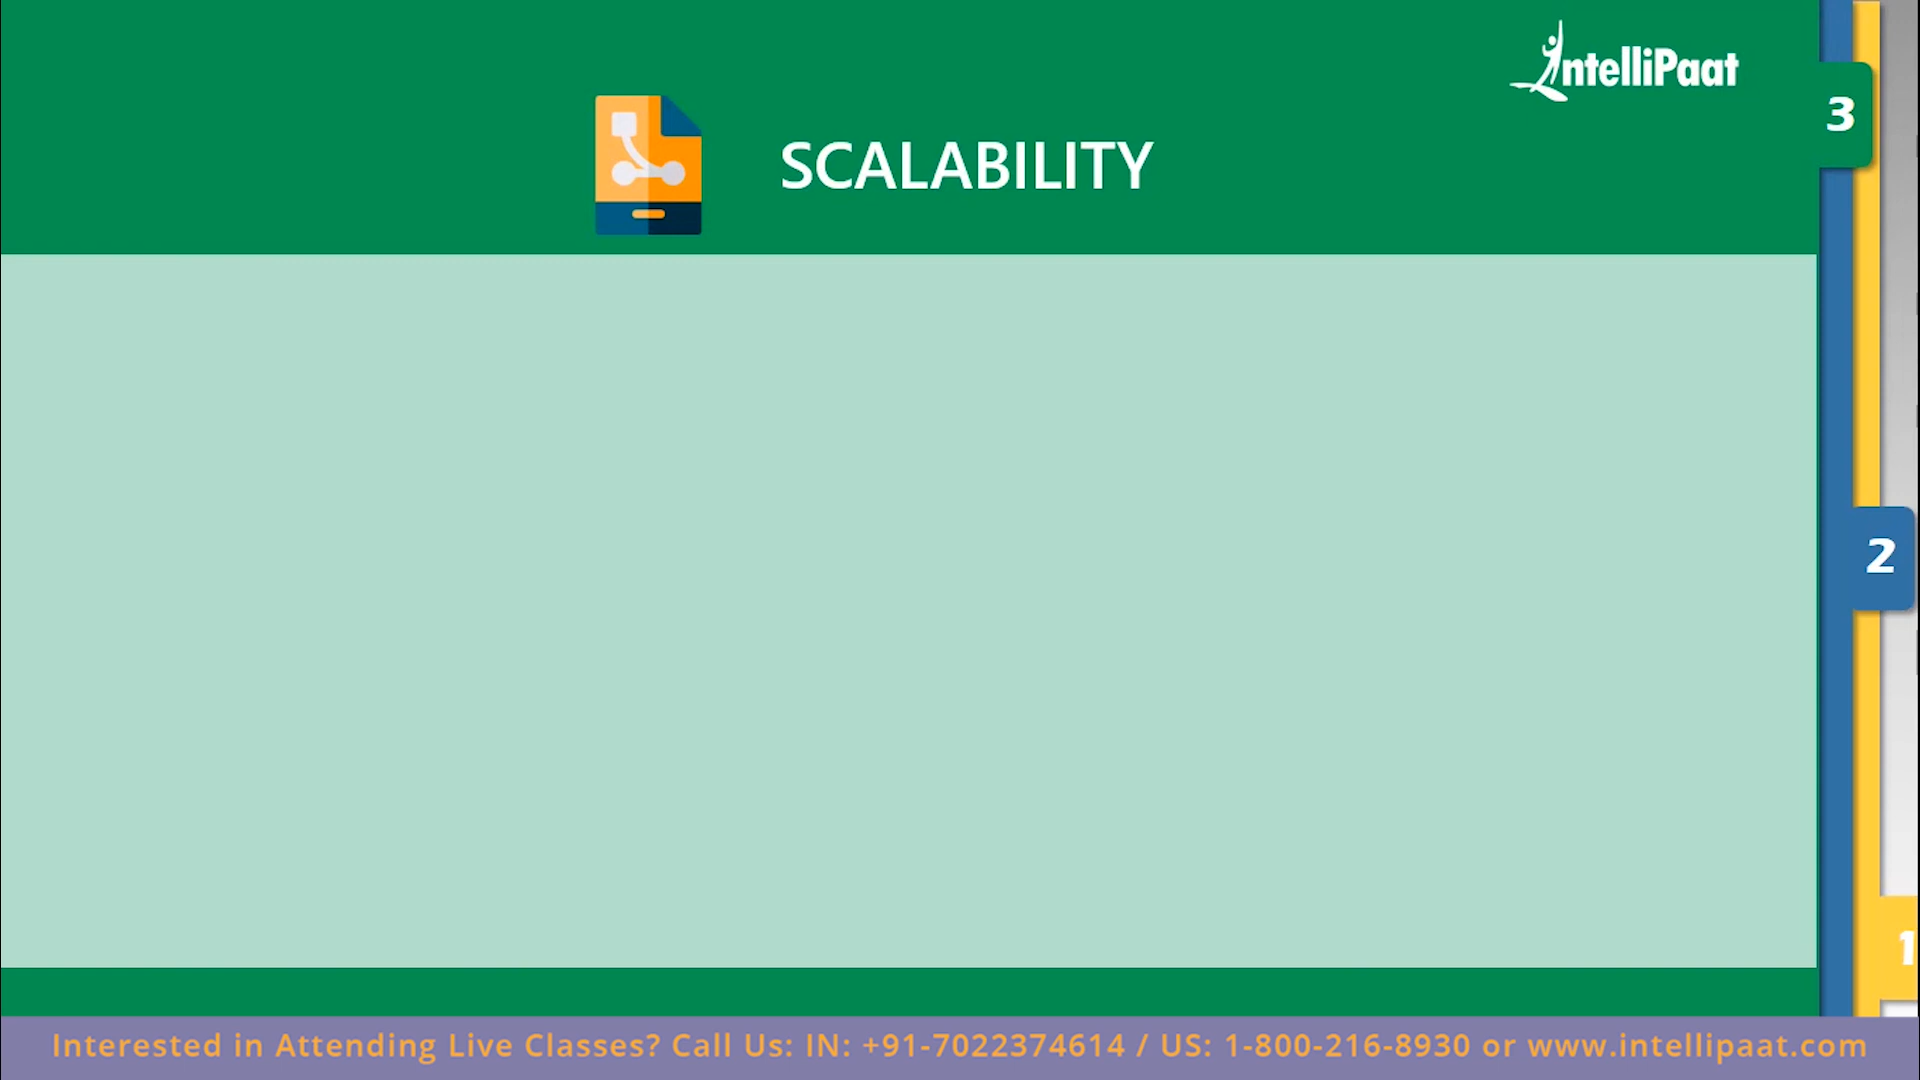 IntelliPaat
3
SCALABILITY
2
1
Interested in Attending Live Classes? Call Us: IN: +91-7022374614 / US: 1-800-216-8930 or www.intellipaat.com